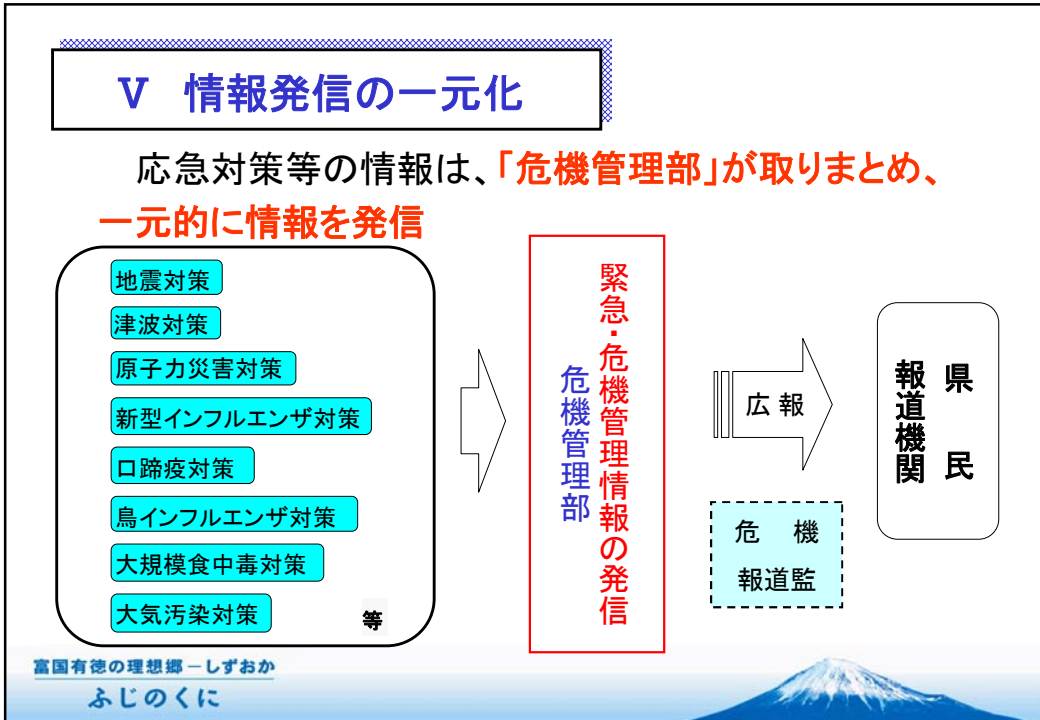 Ⅴ 情報発信の一元化
応急対策等の情報は、「危機管理部」が取りまとめ、
一元的に情報を発信
地震対策
津波対策
原子力災害対策
新型インフルエンザ対策
口蹄疫対策
鳥インフルエンザ対策
大規模食中毒対策
大気汚染対策
等
緊急・危機管理情報の発信
危機管理部
広報
危 機
報道監
県 民
報道機関
富国有徳の理想郷－しずおか
ふじのくに